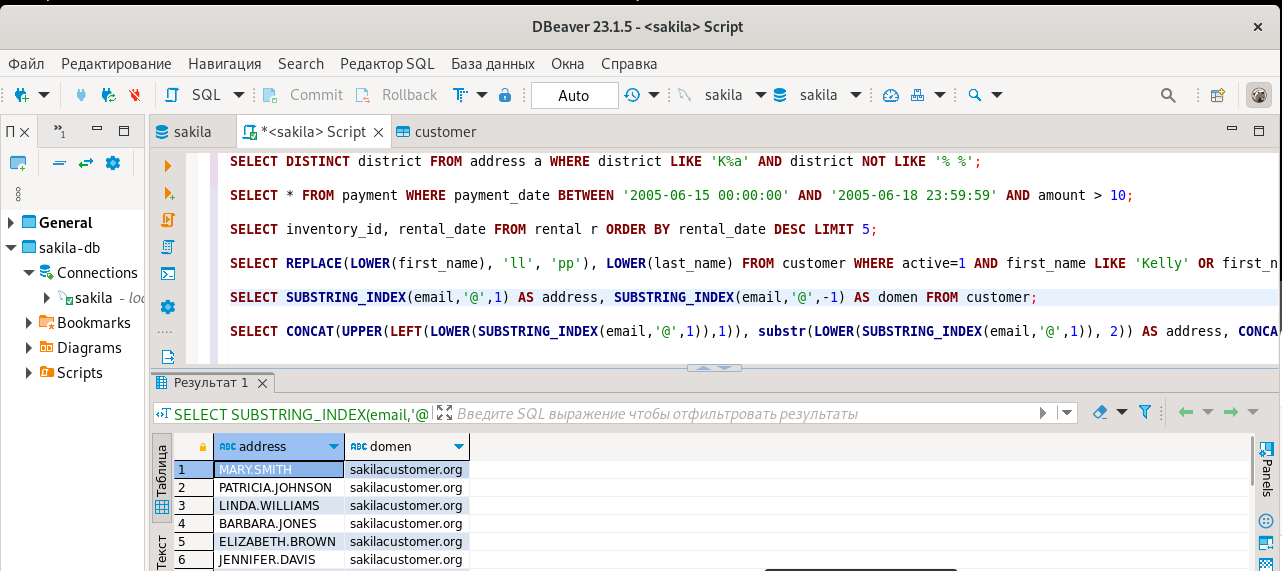 DBeaver 23.1.5 - <sakila> Script
Файл Редактирование Навигация Search Редактор SQL База данных Окна Справка
SQL Commit Rollback Auto sakila sakila
П sakila *<sakila> Script customer
SELECT DISTINCT district FROM address a WHERE district LIKE 'K%a' AND district NOT LIKE '% %';
SELECT * FROM payment WHERE payment_date BETWEEN '2005-06-15 00:00:00' AND '2005-06-18 23:59:59' AND amount > 10;
SELECT inventory_id, rental_date FROM rental r ORDER BY rental_date DESC LIMIT 5;
SELECT REPLACE(LOWER(first_name), 'll', 'pp'), LOWER(last_name) FROM customer WHERE active=1 AND first_name LIKE 'Kelly' OR first_n
SELECT SUBSTRING_INDEX(email,'@',1) AS address, SUBSTRING_INDEX(email,'@',-1) AS domen FROM customer;
SELECT CONCAT(UPPER(LEFT(LOWER(SUBSTRING_INDEX(email,'@',1)),1)), substr(LOWER(SUBSTRING_INDEX(email,'@',1)), 2)) AS address, CONCA
General
sakila-db
Connections
sakila - loc
Bookmarks
Diagrams
Scripts
Результат 1
SELECT SUBSTRING_INDEX(email,'@ Введите SQL выражение чтобы отфильтровать результаты
Таблица
Текст
ABC address ABC domen
1 MARY.SMITH sakilacustomer.org
2 PATRICIA.JOHNSON sakilacustomer.org
3 LINDA.WILLIAMS sakilacustomer.org
4 BARBARA.JONES sakilacustomer.org
5 ELIZABETH.BROWN sakilacustomer.org
6 JENNIFER.DAVIS sakilacustomer.org
Panels